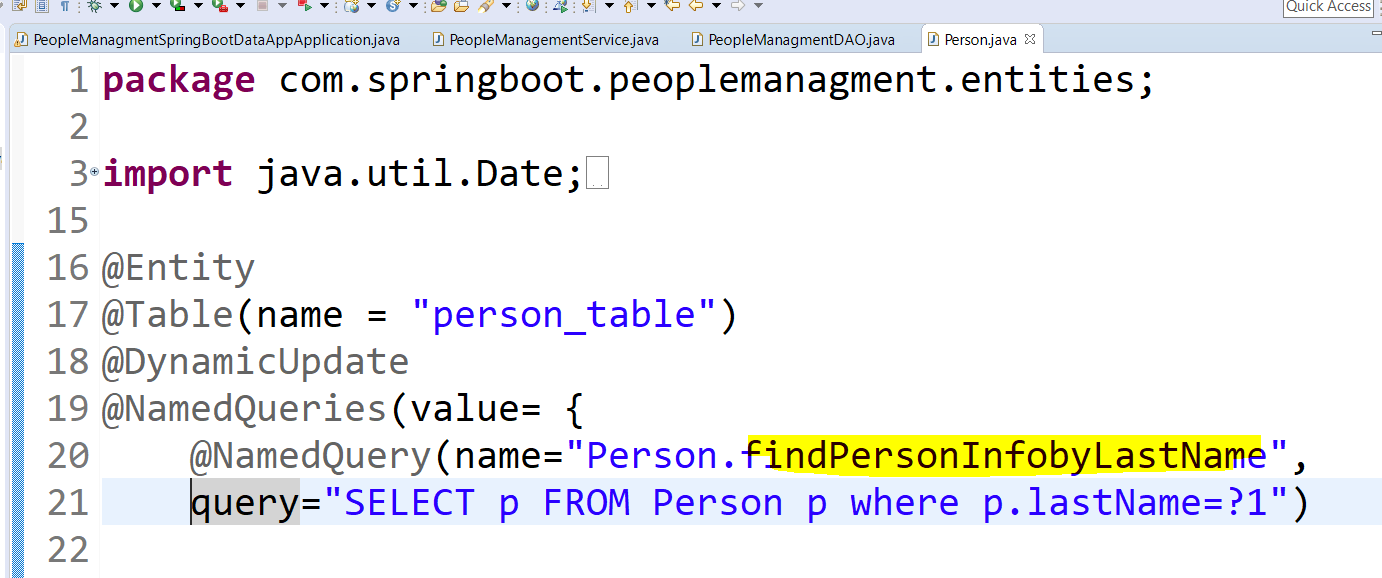 Quick Access
PeopleManagmentSpringBootDataAppApplication.java PeopleManagementService.java PeopleManagmentDAO.java Person.java
1 package com.springboot.peoplemanagment.entities;
2
3 import java.util.Date;
15
16 @Entity
17 @Table(name = "person_table")
18 @DynamicUpdate
19 @NamedQueries(value= {
20 @NamedQuery(name="Person.findPersonInfobyLastName",
21 query="SELECT p FROM Person p where p.lastName=?1")
22